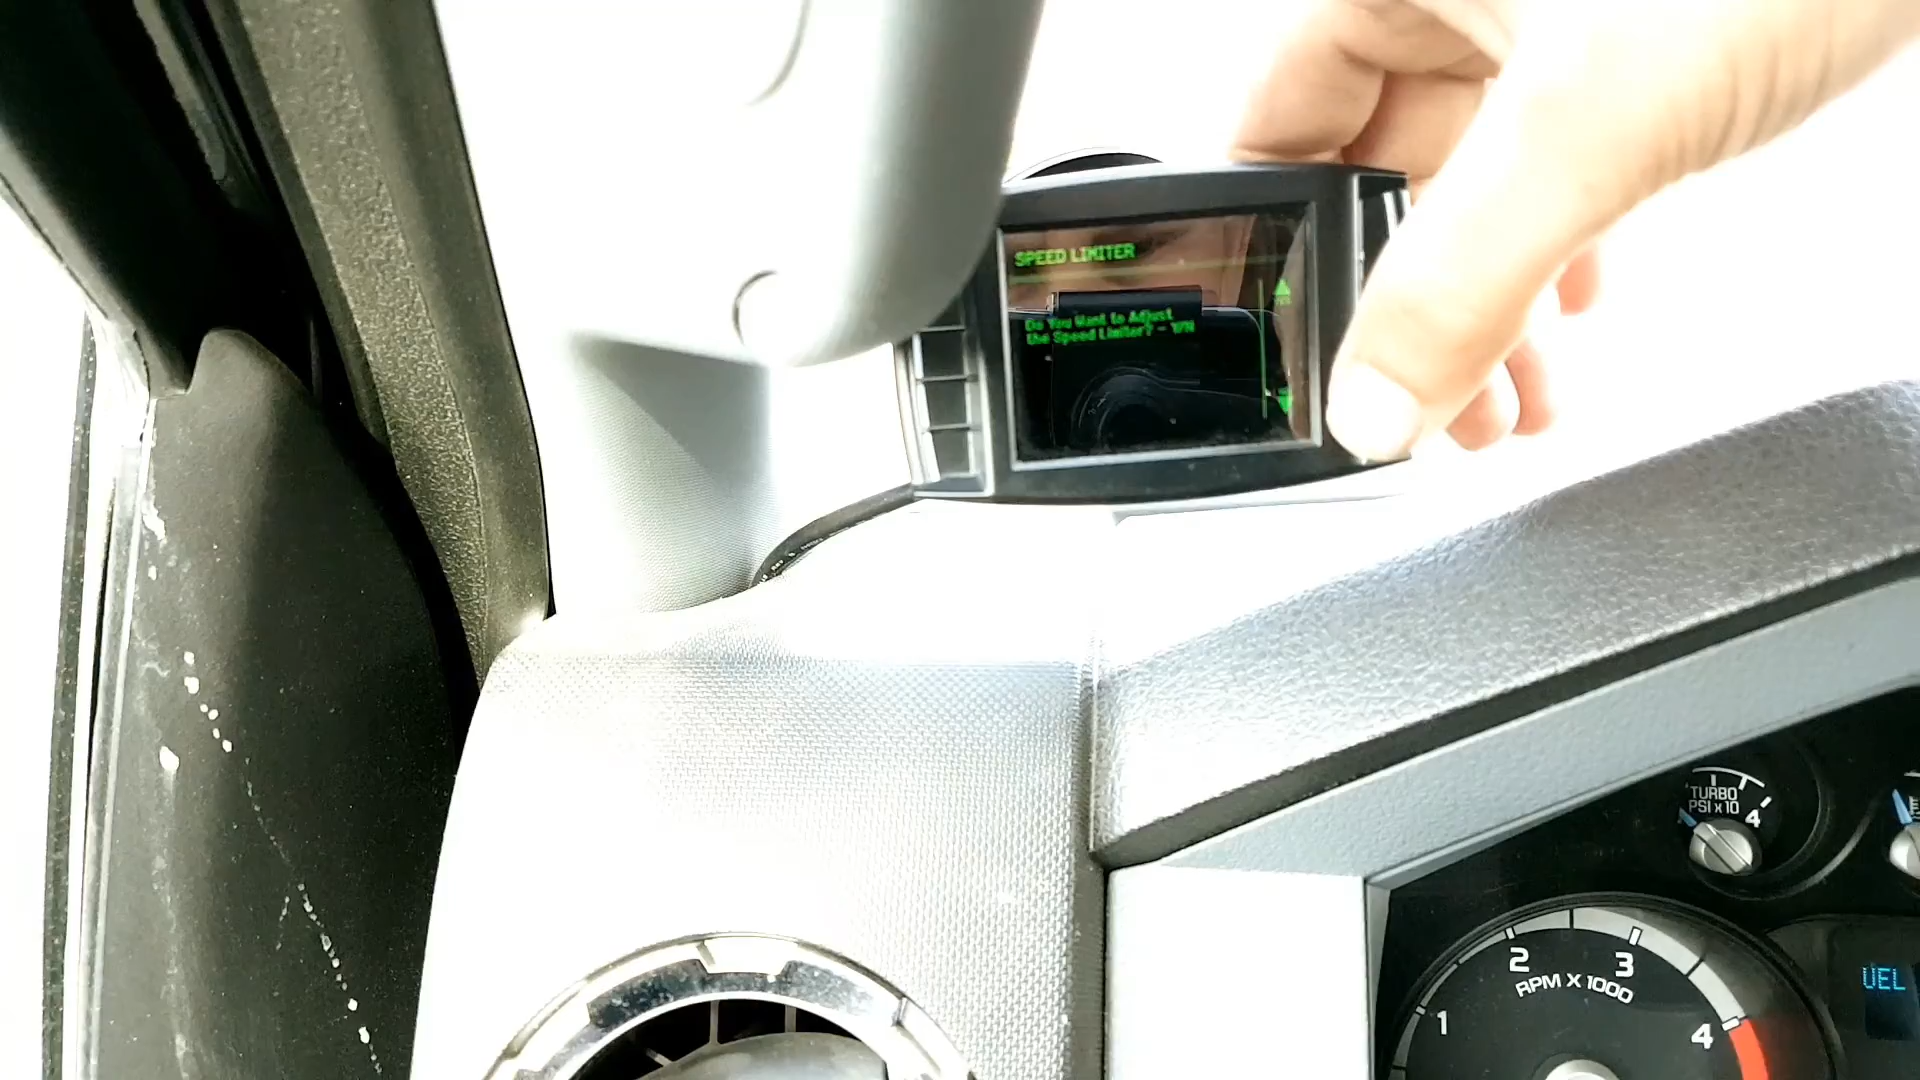 SPEED LIMITER
Do You Want to Adjust
the Speed Limiter? - Y/N
TURBO
PSI x 10
4
2
3
RPM X 1000
1
4
UEL